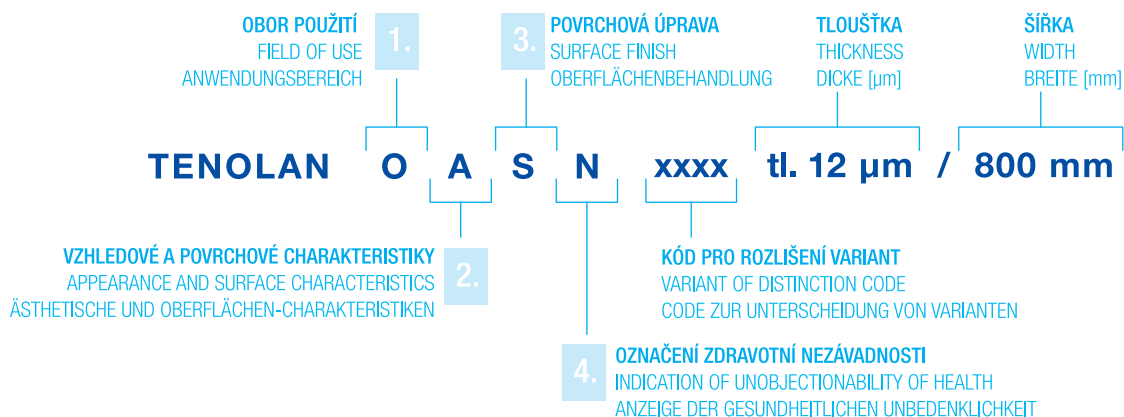 OBOR POUŽITÍ
FIELD OF USE
ANWENDUNGSBEREICH
1.
3.
POVRCHOVÁ ÚPRAVA
SURFACE FINISH
OBERFLÄCHENBEHANDLUNG
TLOUŠŤKA
THICKNESS
DICKE [µm]
ŠÍŘKA
WIDTH
BREITE [mm]
TENOLAN O A S N xxxx tl. 12 µm / 800 mm
VZHLEDOVÉ A POVRCHOVÉ CHARAKTERISTIKY
APPEARANCE AND SURFACE CHARACTERISTICS
ÄSTHETISCHE UND OBERFLÄCHEN-CHARAKTERISTIKEN
2.
KÓD PRO ROZLIŠENÍ VARIANT
VARIANT OF DISTINCTION CODE
CODE ZUR UNTERSCHEIDUNG VON VARIANTEN
4.
OZNAČENÍ ZDRAVOTNÍ NEZÁVADNOSTI
INDICATION OF UNOBJECTIONABILITY OF HEALTH
ANZEIGE DER GESUNDHEITLICHEN UNBEDENKLICHKEIT